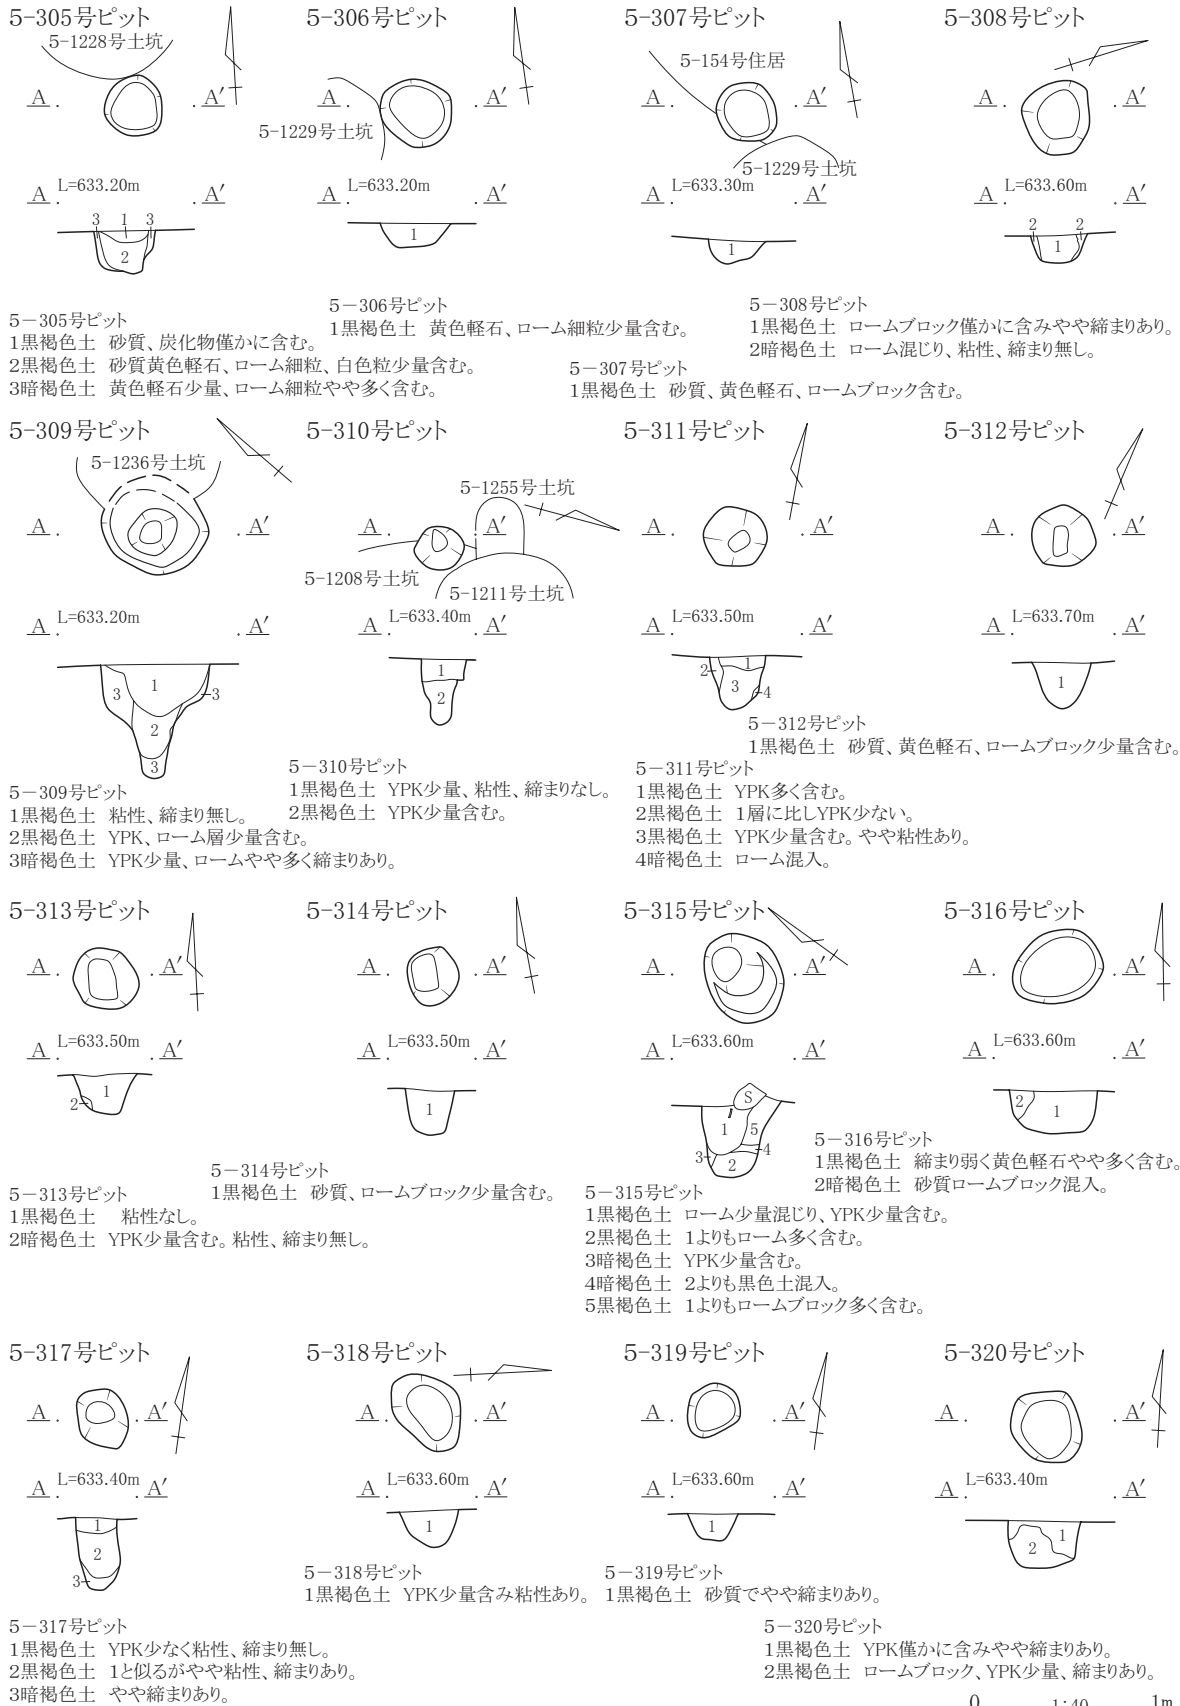 5-305号ピット
5-1228号土坑
A . . A′
A . L=633.20m . A′
3 1 3
2
5-306号ピット
A . . A′
5-1229号土坑
A . L=633.20m . A′
1
5-307号ピット
5-154号住居
A . . A′
5-1229号土坑
A . L=633.30m . A′
1
5-308号ピット
A . . A′
A . L=633.60m . A′
2 2
1
5－305号ピット
1黒褐色土 砂質、炭化物僅かに含む。
2黒褐色土 砂質黄色軽石、ローム細粒、白色粒少量含む。
3暗褐色土 黄色軽石少量、ローム細粒やや多く含む。
5－306号ピット
1黒褐色土 黄色軽石、ローム細粒少量含む。
5－307号ピット
1黒褐色土 砂質、黄色軽石、ロームブロック含む。
5－308号ピット
1黒褐色土 ロームブロック僅かに含みやや締まりあり。
2暗褐色土 ローム混じり、粘性、締まり無し。
5-309号ピット
5-1236号土坑
A . . A′
A . L=633.20m . A′
3 1 3
2
3
5-310号ピット
5-1255号土坑
A . . A′
5-1208号土坑
5-1211号土坑
A . L=633.40m . A′
1
2
5-311号ピット
A . . A′
A . L=633.50m . A′
2 1
3 4
5-312号ピット
A . . A′
A . L=633.70m . A′
1
5－309号ピット
1黒褐色土 粘性、締まり無し。
2黒褐色土 YPK、ローム層少量含む。
3暗褐色土 YPK少量、ロームやや多く締まりあり。
5－310号ピット
1黒褐色土 YPK少量、粘性、締まりなし。
2黒褐色土 YPK少量含む。
5－312号ピット
1黒褐色土 砂質、黄色軽石、ロームブロック少量含む。
5－311号ピット
1黒褐色土 YPK多く含む。
2黒褐色土 1層に比しYPK少ない。
3黒褐色土 YPK少量含む。やや粘性あり。
4暗褐色土 ローム混入。
5-313号ピット
A . . A′
A . L=633.50m . A′
1
2
5-314号ピット
A . . A′
A . L=633.50m . A′
1
5-315号ピット
A . . A′
A . L=633.60m . A′
S
1 5
3 2 4
5-316号ピット
A . . A′
A . L=633.60m . A′
2 1
5－313号ピット
1黒褐色土 粘性なし。
2暗褐色土 YPK少量含む。粘性、締まり無し。
5－314号ピット
1黒褐色土 砂質、ロームブロック少量含む。
5－315号ピット
1黒褐色土 ローム少量混じり、YPK少量含む。
2黒褐色土 1よりもローム多く含む。
3暗褐色土 YPK少量含む。
4暗褐色土 2よりも黒色土混入。
5黒褐色土 1よりもロームブロック多く含む。
5－316号ピット
1黒褐色土 締まり弱く黄色軽石やや多く含む。
2暗褐色土 砂質ロームブロック混入。
5-317号ピット
A . . A′
A . L=633.40m . A′
1
2
3
5-318号ピット
A . . A′
A . L=633.60m . A′
1
5-319号ピット
A . . A′
A . L=633.60m . A′
1
5-320号ピット
A . . A′
A . L=633.40m . A′
1
2
5－317号ピット
1黒褐色土 YPK少なく粘性、締まり無し。
2黒褐色土 1と似るがやや粘性、締まりあり。
3暗褐色土 やや締まりあり。
5－318号ピット
1黒褐色土 YPK少量含み粘性あり。
5－319号ピット
1黒褐色土 砂質でやや締まりあり。
5－320号ピット
1黒褐色土 YPK僅かに含みやや締まりあり。
2黒褐色土 ロームブロック、YPK少量、締まりあり。
0 1:40 1m